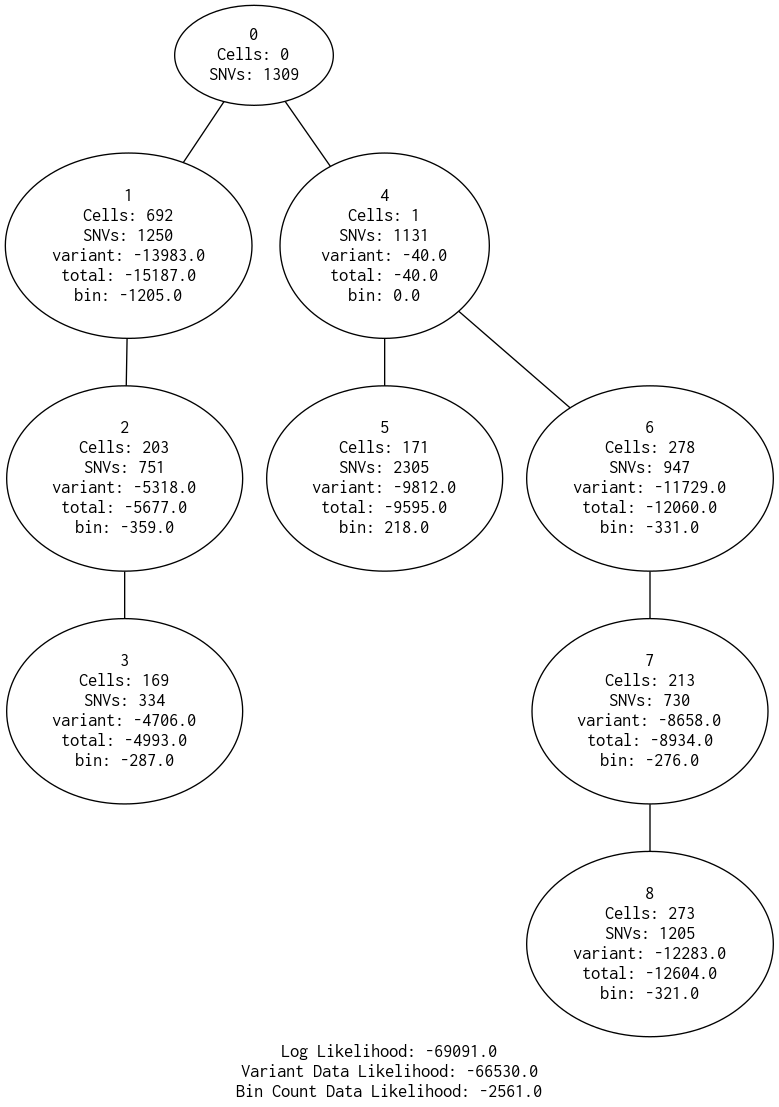 0
Cells: 0
SNVs: 1309
1
Cells: 692
SNVs: 1250
variant: -13983.0
total: -15187.0
bin: -1205.0
4
Cells: 1
SNVs: 1131
variant: -40.0
total: -40.0
bin: 0.0
2
Cells: 203
SNVs: 751
variant: -5318.0
total: -5677.0
bin: -359.0
5
Cells: 171
SNVs: 2305
variant: -9812.0
total: -9595.0
bin: 218.0
6
Cells: 278
SNVs: 947
variant: -11729.0
total: -12060.0
bin: -331.0
3
Cells: 169
SNVs: 334
variant: -4706.0
total: -4993.0
bin: -287.0
7
Cells: 213
SNVs: 730
variant: -8658.0
total: -8934.0
bin: -276.0
8
Cells: 273
SNVs: 1205
variant: -12283.0
total: -12604.0
bin: -321.0
Log Likelihood: -69091.0
Variant Data Likelihood: -66530.0
Bin Count Data Likelihood: -2561.0